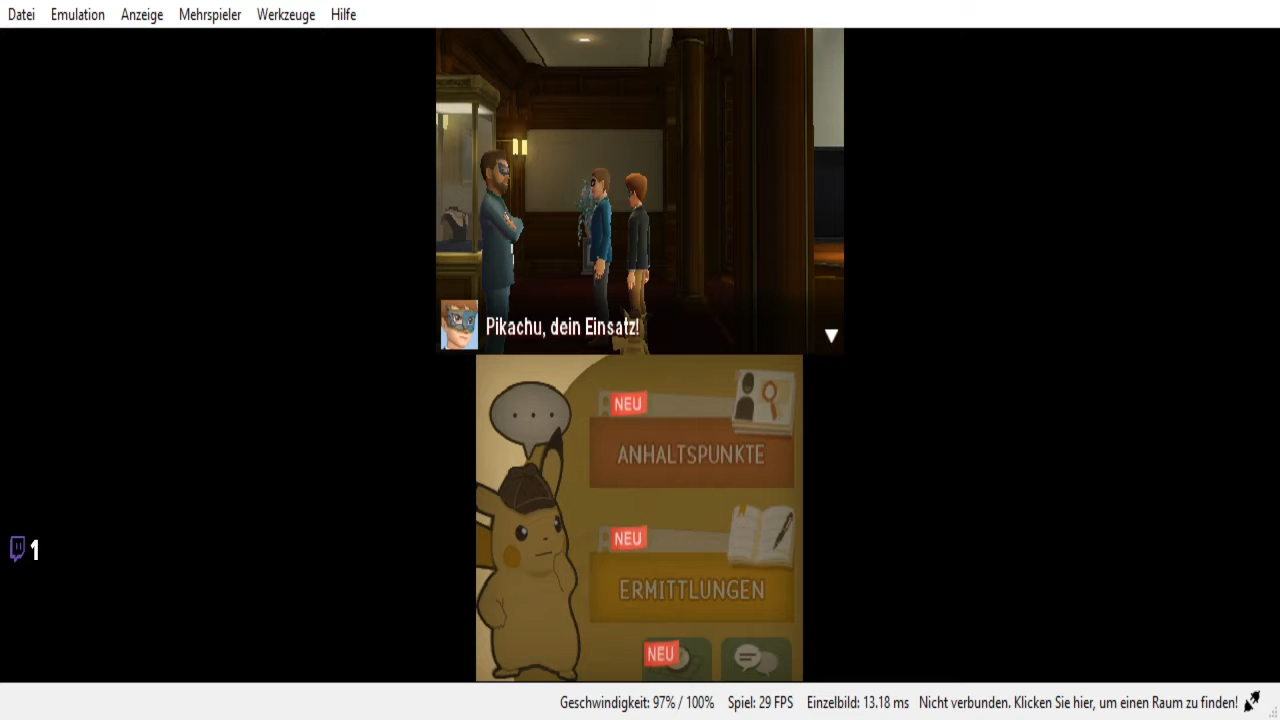 Datei Emulation Anzeige Mehrspieler Werkzeuge Hilfe
Pikachu, dein Einsatz!
...
NEU
ANHALTSPUNKTE
NEU
ERMITTLUNGEN
NEU
1
Geschwindigkeit: 97% / 100% Spiel: 29 FPS Einzelbild: 13.18 ms Nicht verbunden. Klicken Sie hier, um einen Raum zu finden!